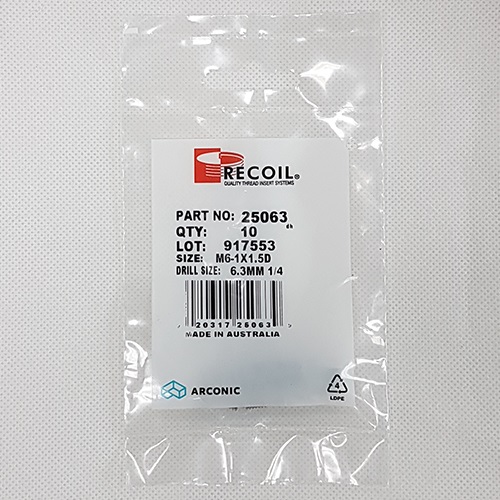 RECOIL®
QUALITY THREAD INSERT SYSTEMS
PART NO: 25063
QTY: 10
LOT: 917553
SIZE: M6-1X1.5D
DRILL SIZE: 6.3MM 1/4
20317 25063
MADE IN AUSTRALIA
ARCONIC
4
LDPE